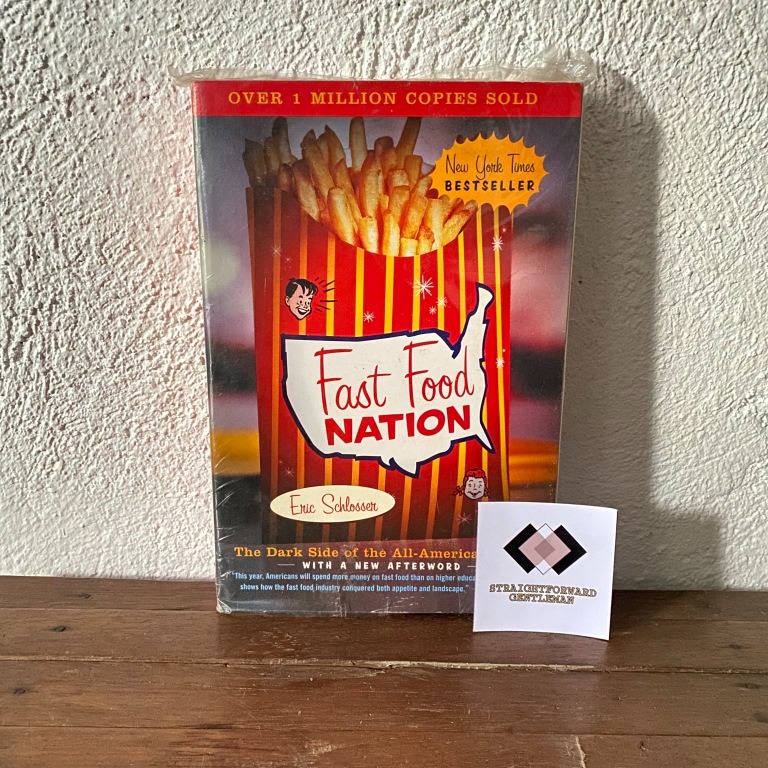 OVER 1 MILLION COPIES SOLD
New York Times
BESTSELLER
Fast Food
NATION
Eric Schlosser
The Dark Side of the All-America
WITH A NEW AFTERWORD
"This year, Americans will spend more money on fast food than on higher educa
shows how the fast food industry conquered both appetite and landscape."
STRAIGHTFORWARD
GENTLEMAN